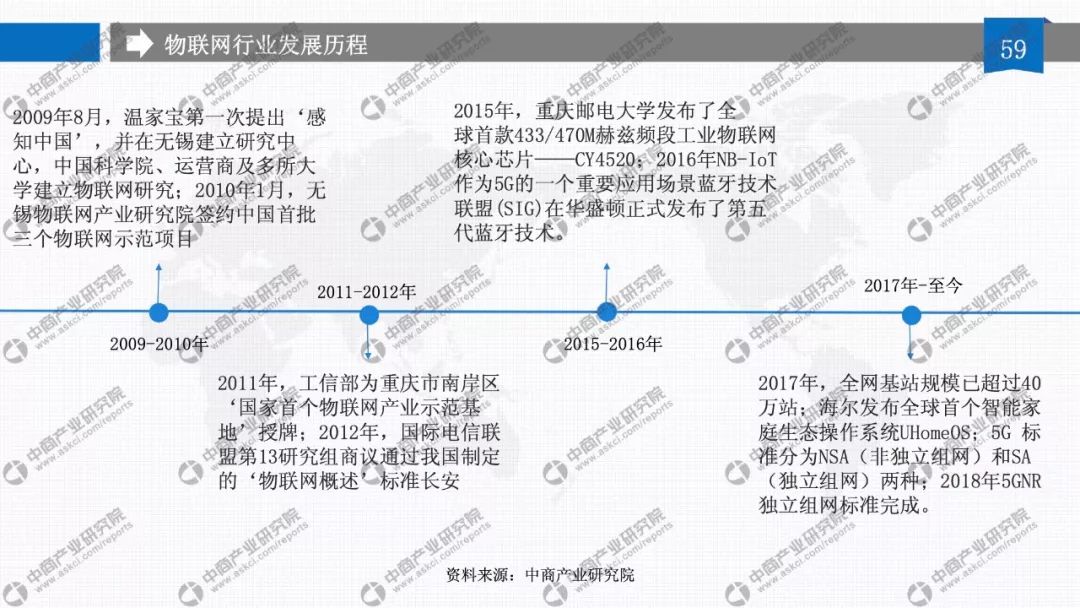 物联网行业发展历程
59
2009年8月，温家宝第一次提出‘感
知中国’，并在无锡建立研究中
心，中国科学院、运营商及多所大
学建立物联网研究；2010年1月，无
锡物联网产业研究院签约中国首批
三个物联网示范项目
2009-2010年
2011-2012年
2011年，工信部为重庆市南岸区
‘国家首个物联网产业示范基
地’授牌；2012年，国际电信联
盟第13研究组商议通过我国制定
的‘物联网概述’标准长安
2015年，重庆邮电大学发布了全
球首款433/470M赫兹频段工业物联网
核心芯片——CY4520；2016年NB-IoT
作为5G的一个重要应用场景蓝牙技术
联盟(SIG)在华盛顿正式发布了第五
代蓝牙技术。
2015-2016年
2017年-至今
2017年，全网基站规模已超过40
万站；海尔发布全球首个智能家
庭生态操作系统UHomeOS；5G 标
准分为NSA（非独立组网）和SA
（独立组网）两种；2018年5GNR
独立组网标准完成。
资料来源：中商产业研究院
中商产业研究院
www.askci.com/reports